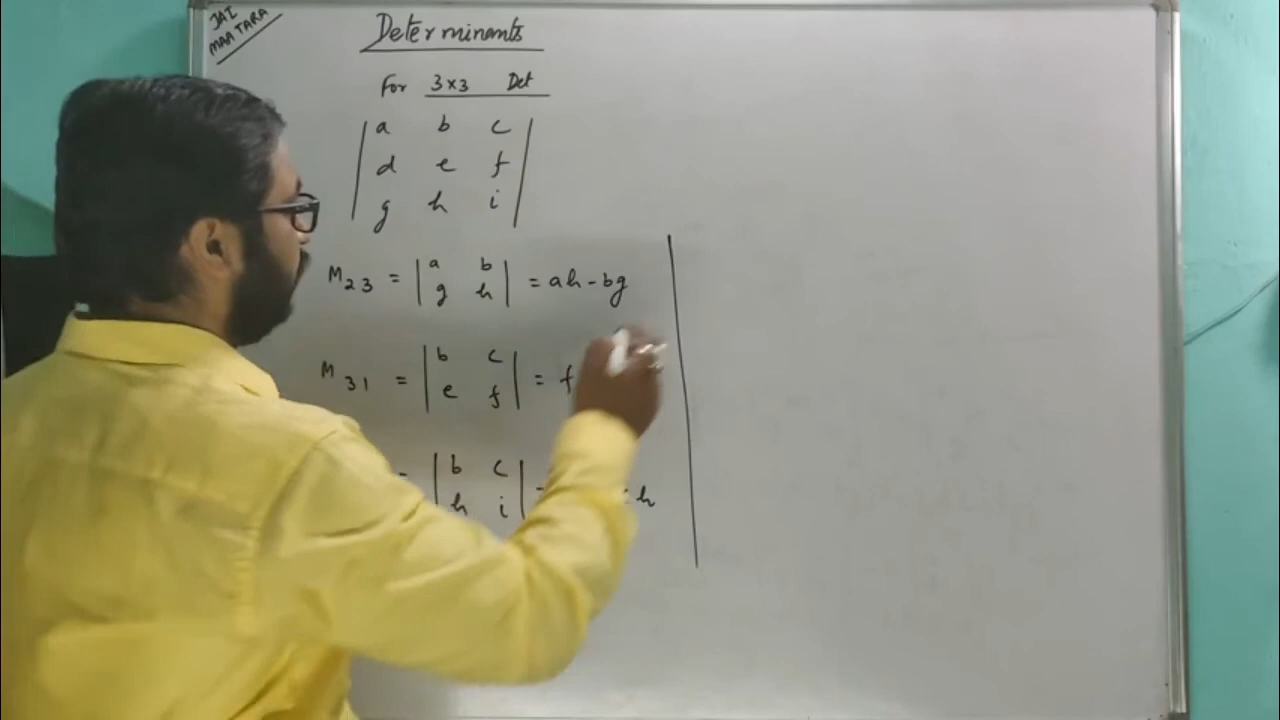 JAI
MAA TARA
Determinants
For 3×3 Det
a b c
d e f
g h i
M23 = | a b | = ah - bg
| g h |
M31 = | b c | = f
| e f |
| b c |
| h i | h